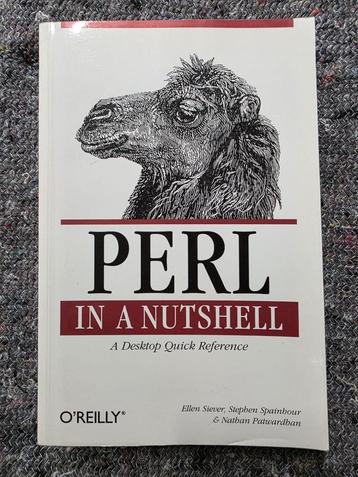 PERL
IN A NUTSHELL
A Desktop Quick Reference
Ellen Siever, Stephen Spainhour
& Nathan Patwardhan
O'REILLY®